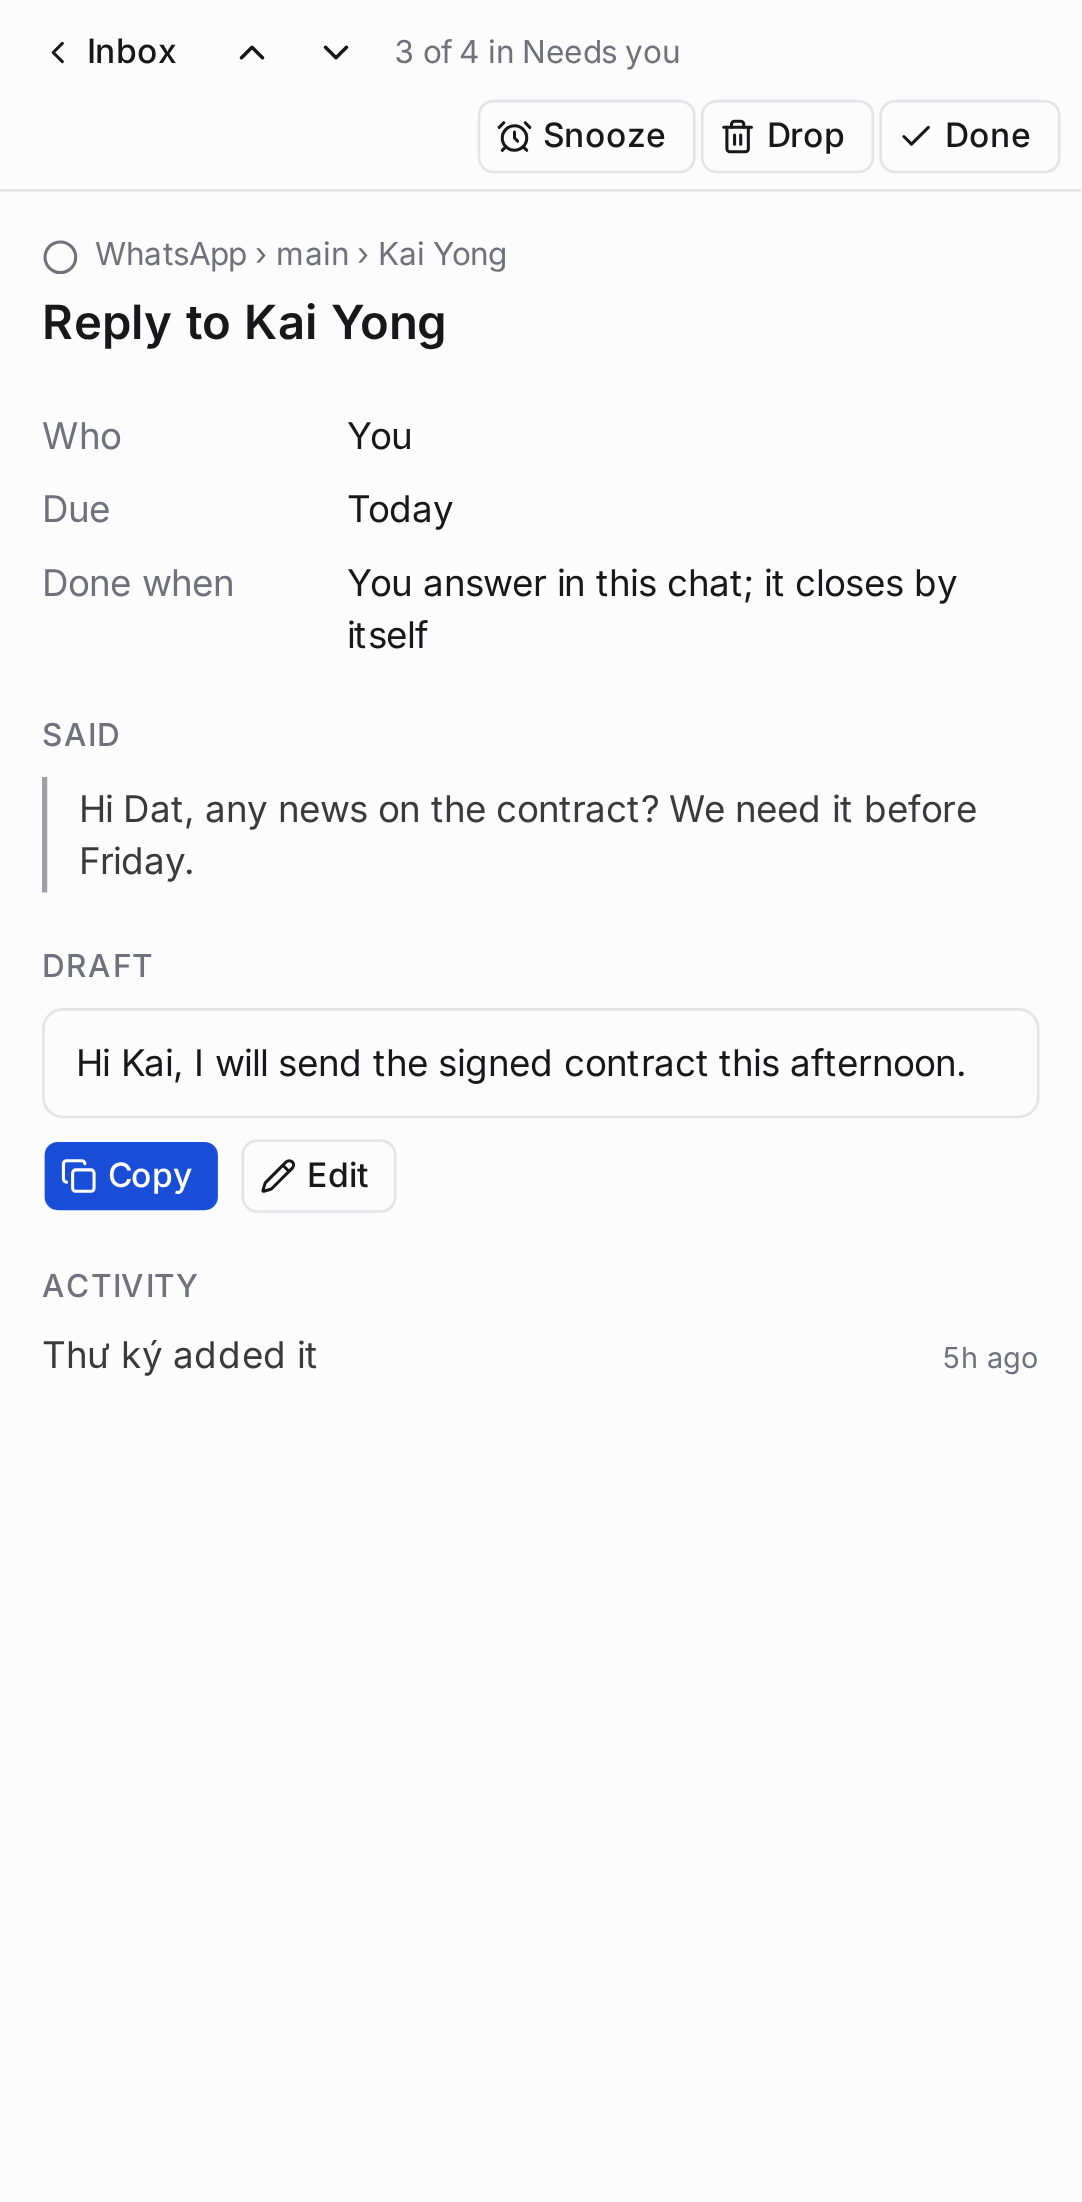 Inbox
3 of 4 in Needs you
Snooze
Drop
Done
WhatsApp › main › Kai Yong
Reply to Kai Yong
Who You
Due Today
Done when You answer in this chat; it closes by
itself
SAID
Hi Dat, any news on the contract? We need it before
Friday.
DRAFT
Hi Kai, I will send the signed contract this afternoon.
Copy
Edit
ACTIVITY
Thư ký added it 5h ago